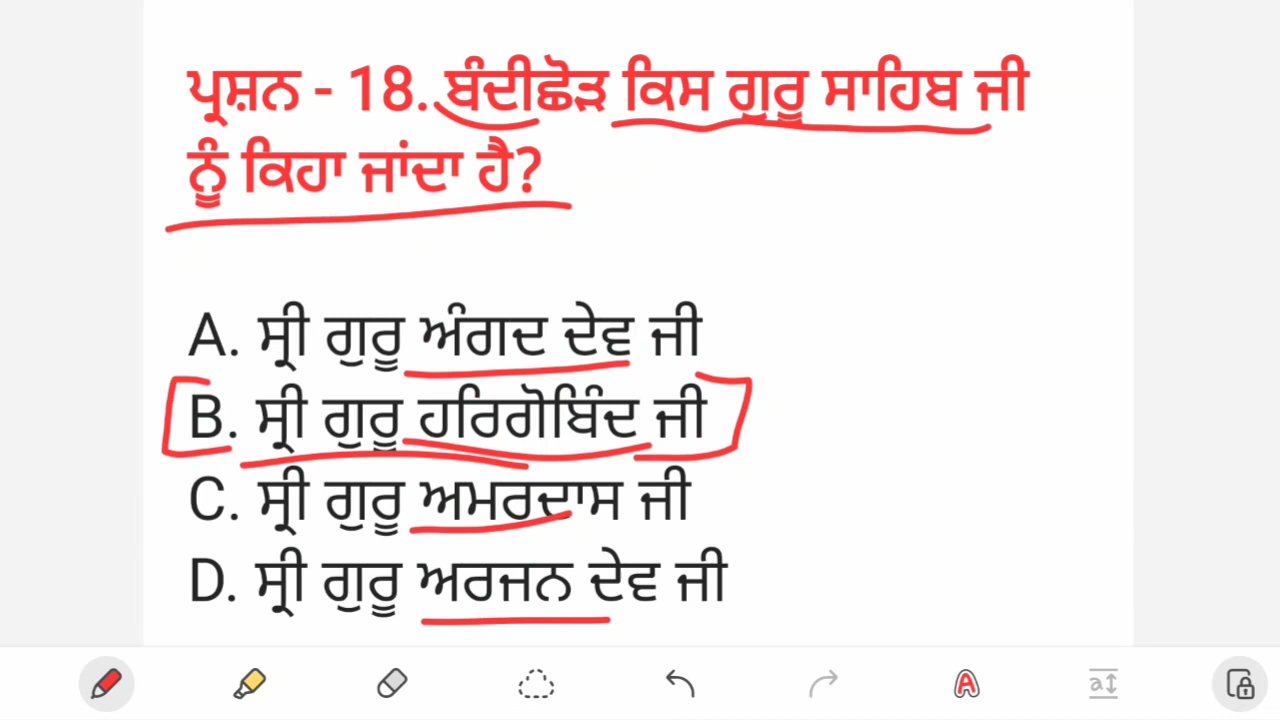 ਪ੍ਰਸ਼ਨ - 18. ਬੰਦੀਛੋੜ ਕਿਸ ਗੁਰੂ ਸਾਹਿਬ ਜੀ
ਨੂੰ ਕਿਹਾ ਜਾਂਦਾ ਹੈ?
A. ਸ੍ਰੀ ਗੁਰੂ ਅੰਗਦ ਦੇਵ ਜੀ
B. ਸ੍ਰੀ ਗੁਰੂ ਹਰਿਗੋਬਿੰਦ ਜੀ
C. ਸ੍ਰੀ ਗੁਰੂ ਅਮਰਦਾਸ ਜੀ
D. ਸ੍ਰੀ ਗੁਰੂ ਅਰਜਨ ਦੇਵ ਜੀ
A a